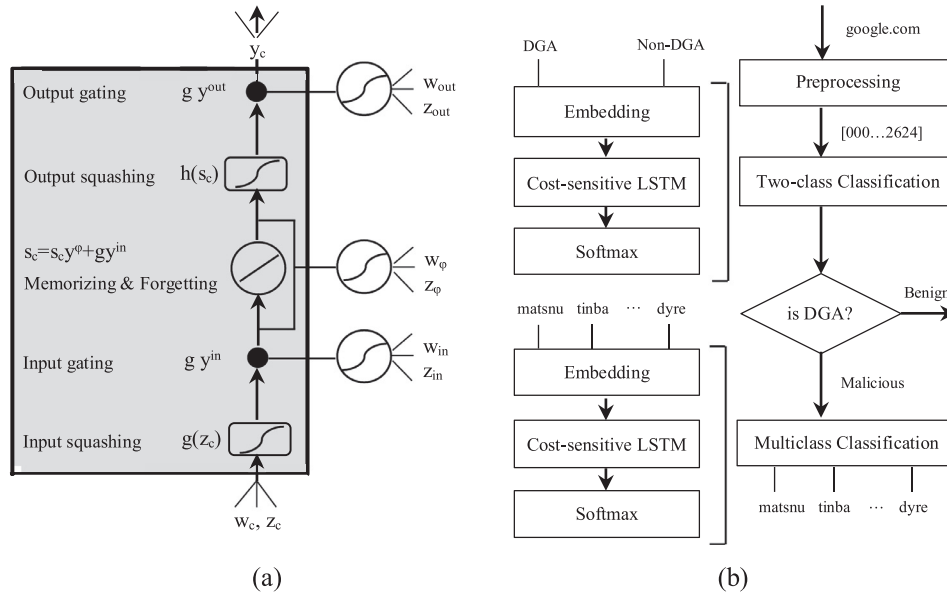 y_c
Output gating
g y^out
w_out
z_out
Output squashing
h(s_c)
s_c=s_c y^φ+gy^in
Memorizing & Forgetting
w_φ
z_φ
Input gating
g y^in
w_in
z_in
Input squashing
g(z_c)
w_c, z_c
(a)
DGA
Non-DGA
Embedding
Cost-sensitive LSTM
Softmax
matsnu tinba ··· dyre
Embedding
Cost-sensitive LSTM
Softmax
google.com
Preprocessing
[000…2624]
Two-class Classification
is DGA?
Benign
Malicious
Multiclass Classification
matsnu tinba ··· dyre
(b)